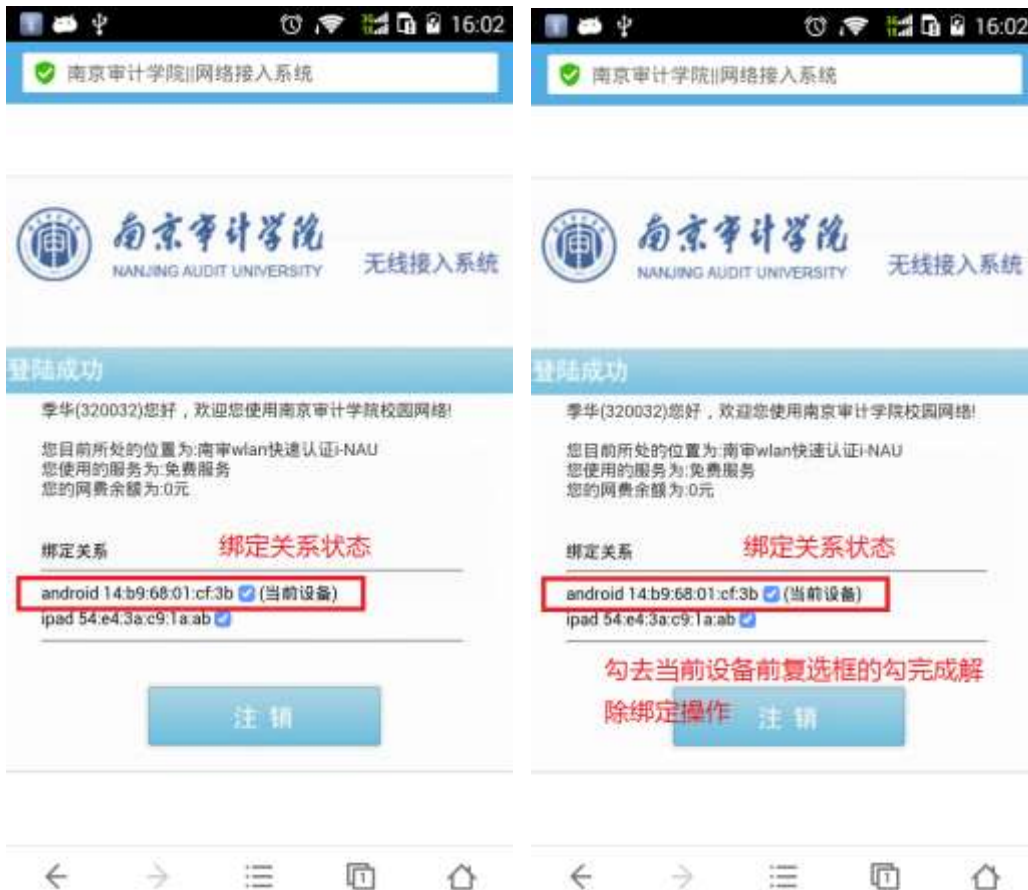 16:02
南京审计学院||网络接入系统
南京审计学院
NANJING AUDIT UNIVERSITY
无线接入系统
登陆成功
季华(320032)您好，欢迎您使用南京审计学院校园网络!
您目前所处的位置为:南审wlan快速认证i-NAU
您使用的服务为:免费服务
您的网费余额为:0元
绑定关系 绑定关系状态
android 14:b9:68:01:cf:3b (当前设备)
ipad 54:e4:3a:c9:1a:ab
注 销
1
16:02
南京审计学院||网络接入系统
南京审计学院
NANJING AUDIT UNIVERSITY
无线接入系统
登陆成功
季华(320032)您好，欢迎您使用南京审计学院校园网络!
您目前所处的位置为:南审wlan快速认证i-NAU
您使用的服务为:免费服务
您的网费余额为:0元
绑定关系 绑定关系状态
android 14:b9:68:01:cf:3b (当前设备)
ipad 54:e4:3a:c9:1a:ab
勾去当前设备前复选框的勾完成解
除绑定操作
注 销
1